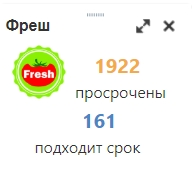 Фреш
Fresh
1922
просрочены
161
подходит срок